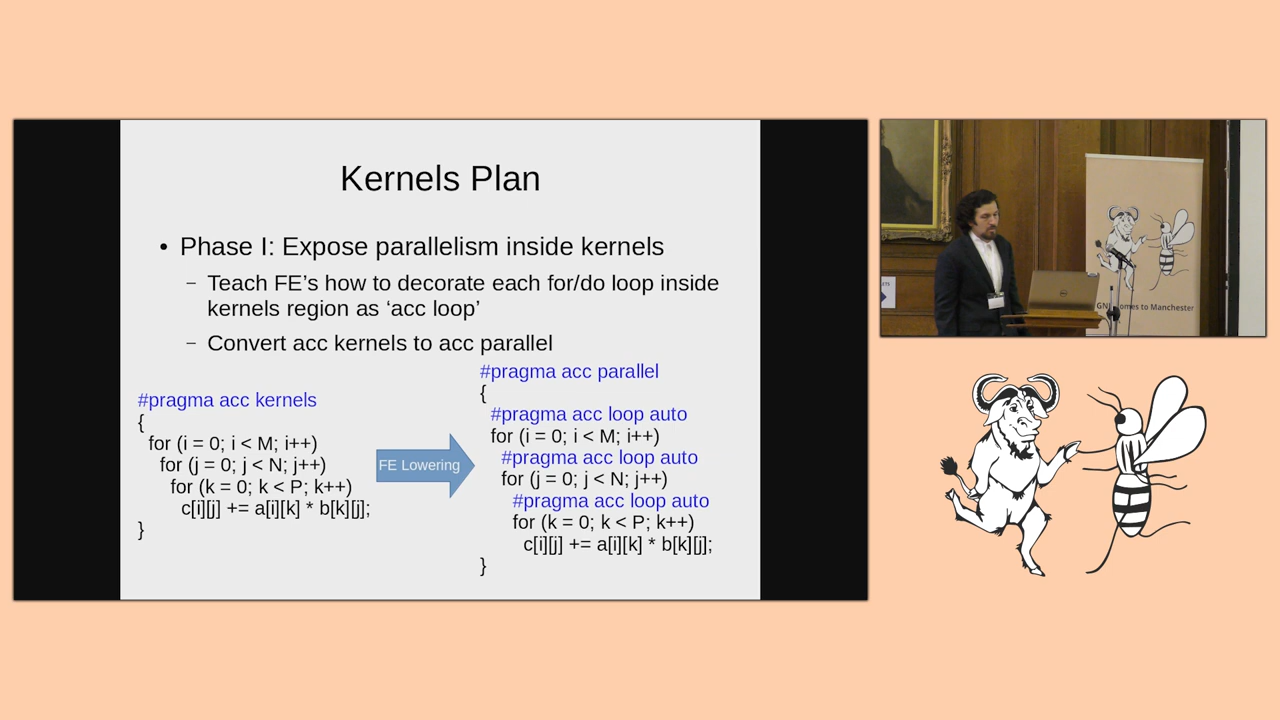 Kernels Plan
• Phase I: Expose parallelism inside kernels
– Teach FE’s how to decorate each for/do loop inside
kernels region as ‘acc loop’
– Convert acc kernels to acc parallel
#pragma acc kernels
{
for (i = 0; i < M; i++)
for (j = 0; j < N; j++)
for (k = 0; k < P; k++)
c[i][j] += a[i][k] * b[k][j];
}
FE Lowering
#pragma acc parallel
{
#pragma acc loop auto
for (i = 0; i < M; i++)
#pragma acc loop auto
for (j = 0; j < N; j++)
#pragma acc loop auto
for (k = 0; k < P; k++)
c[i][j] += a[i][k] * b[k][j];
}
to Manchester